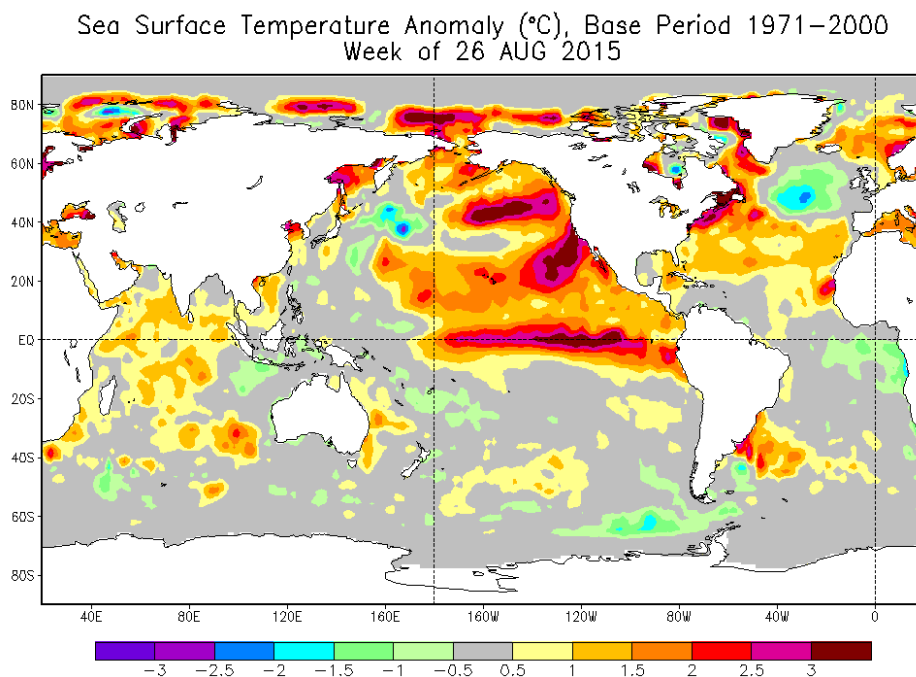 Sea Surface Temperature Anomaly (°C), Base Period 1971–2000
Week of 26 AUG 2015
80N
60N
40N
20N
EQ
20S
40S
60S
80S
40E 80E 120E 160E 160W 120W 80W 40W 0
−3 −2.5 −2 −1.5 −1 −0.5 0.5 1 1.5 2 2.5 3